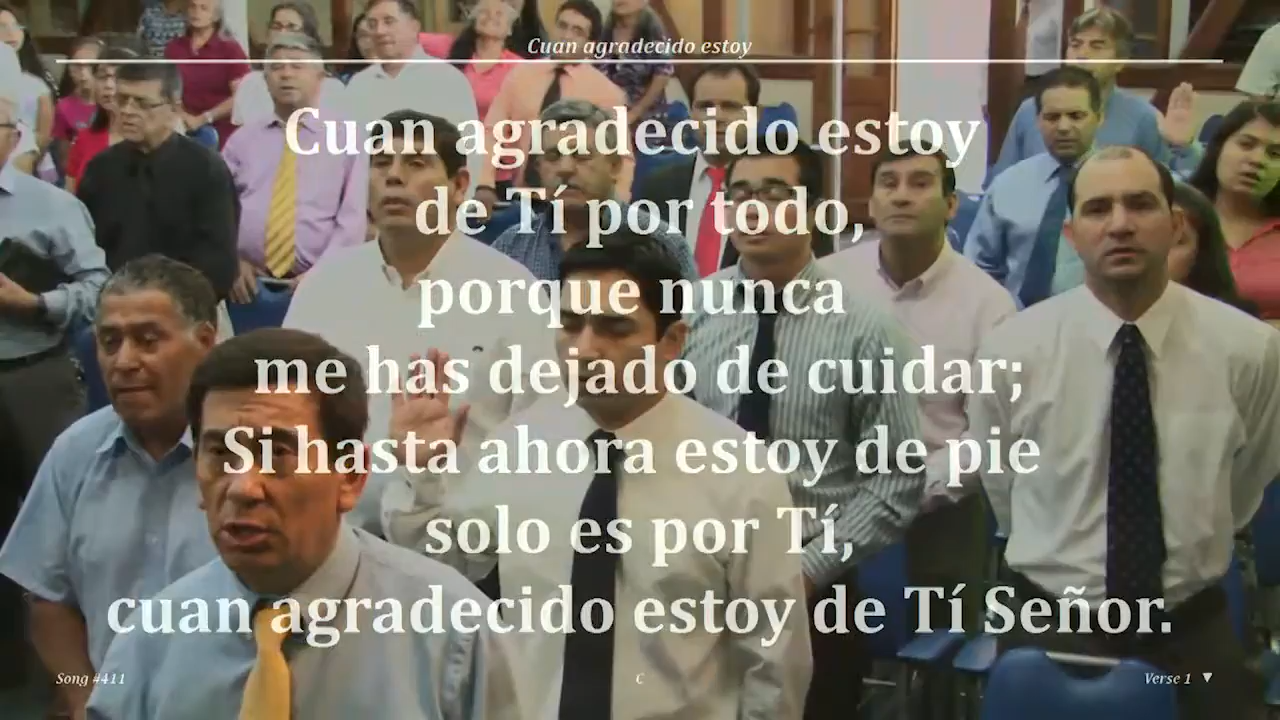 Cuan agradecido estoy
Cuan agradecido estoy
de Tí por todo,
porque nunca
me has dejado de cuidar;
Si hasta ahora estoy de pie
solo es por Tí,
cuan agradecido estoy de Tí Señor.
Song #411
C
Verse 1 ▼